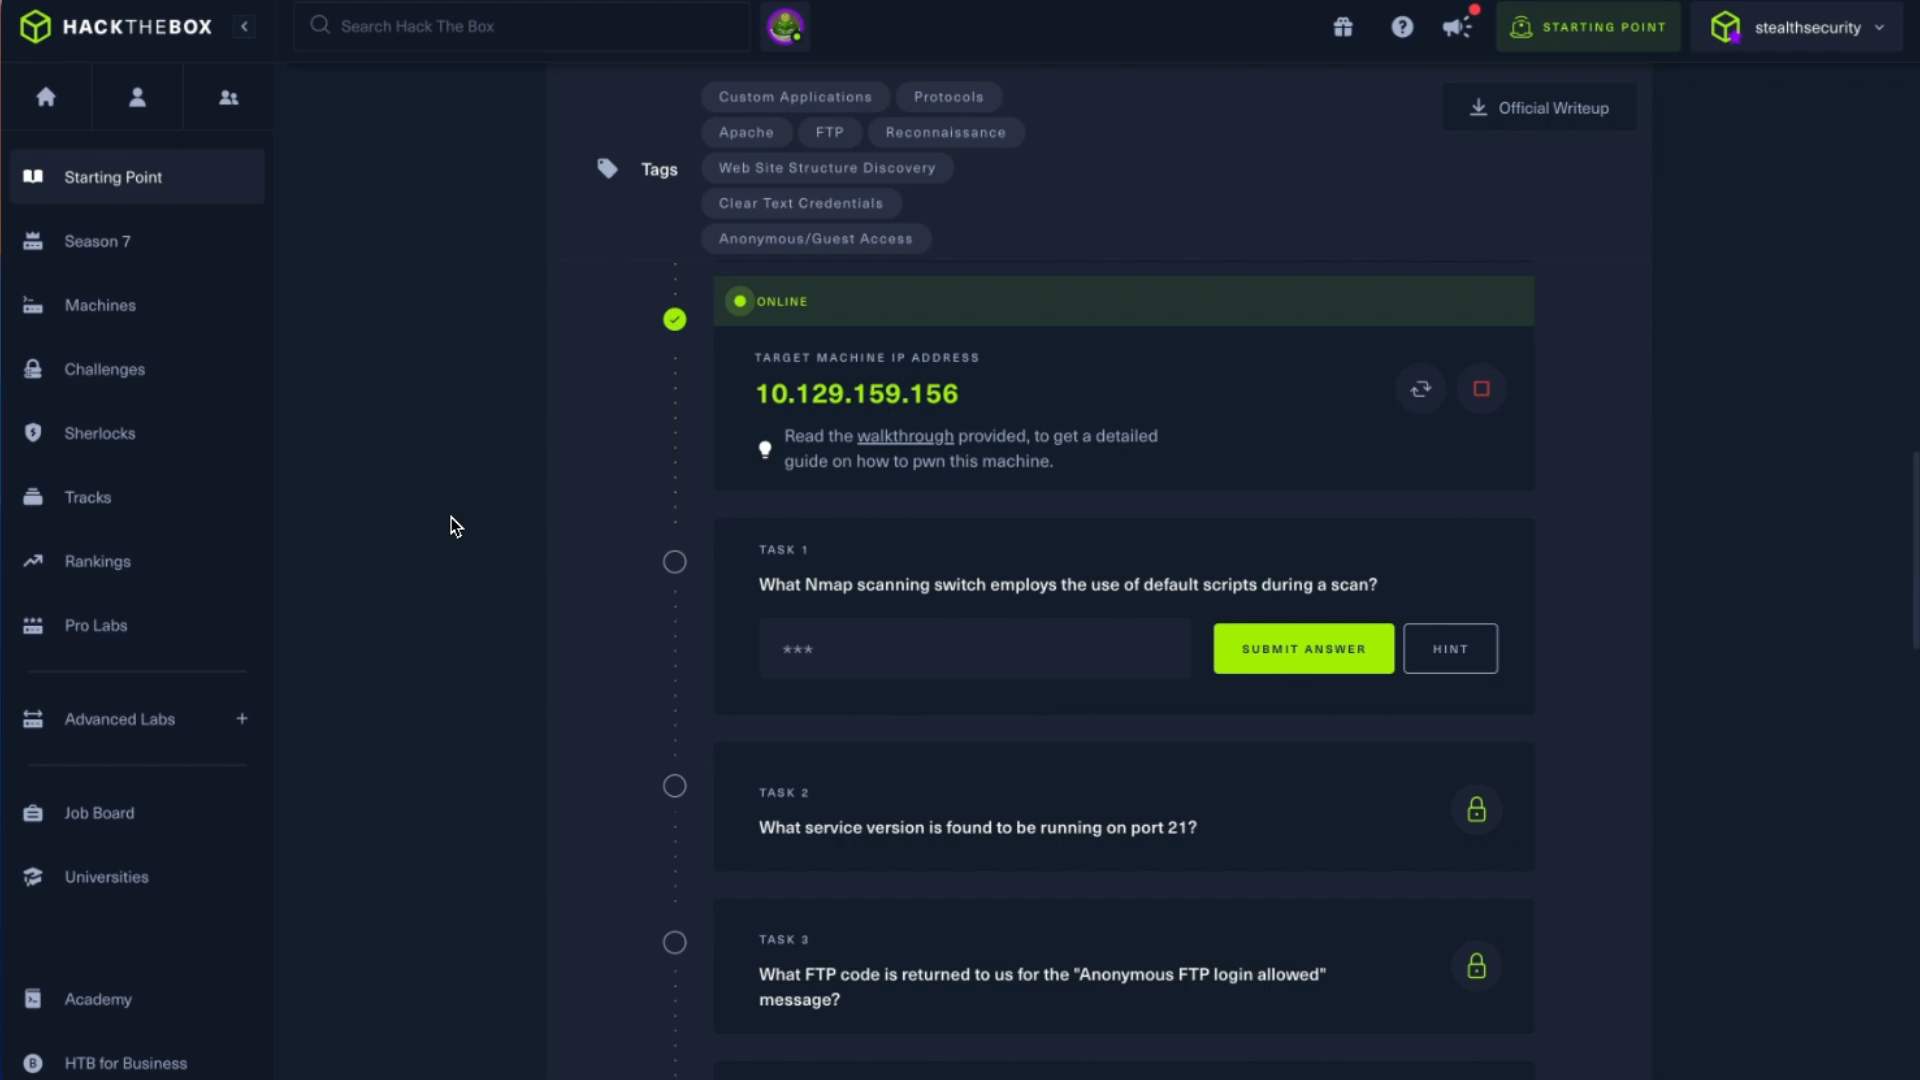 HACKTHEBOX
Search Hack The Box
STARTING POINT
stealthsecurity
Starting Point
Season 7
Machines
Challenges
Sherlocks
Tracks
Rankings
Pro Labs
Advanced Labs
Job Board
Universities
Academy
B
HTB for Business
Tags
Custom Applications
Protocols
Apache
FTP
Reconnaissance
Web Site Structure Discovery
Clear Text Credentials
Anonymous/Guest Access
Official Writeup
ONLINE
TARGET MACHINE IP ADDRESS
10.129.159.156
Read the walkthrough provided, to get a detailed
guide on how to pwn this machine.
TASK 1
What Nmap scanning switch employs the use of default scripts during a scan?
***
SUBMIT ANSWER
HINT
TASK 2
What service version is found to be running on port 21?
TASK 3
What FTP code is returned to us for the "Anonymous FTP login allowed"
message?